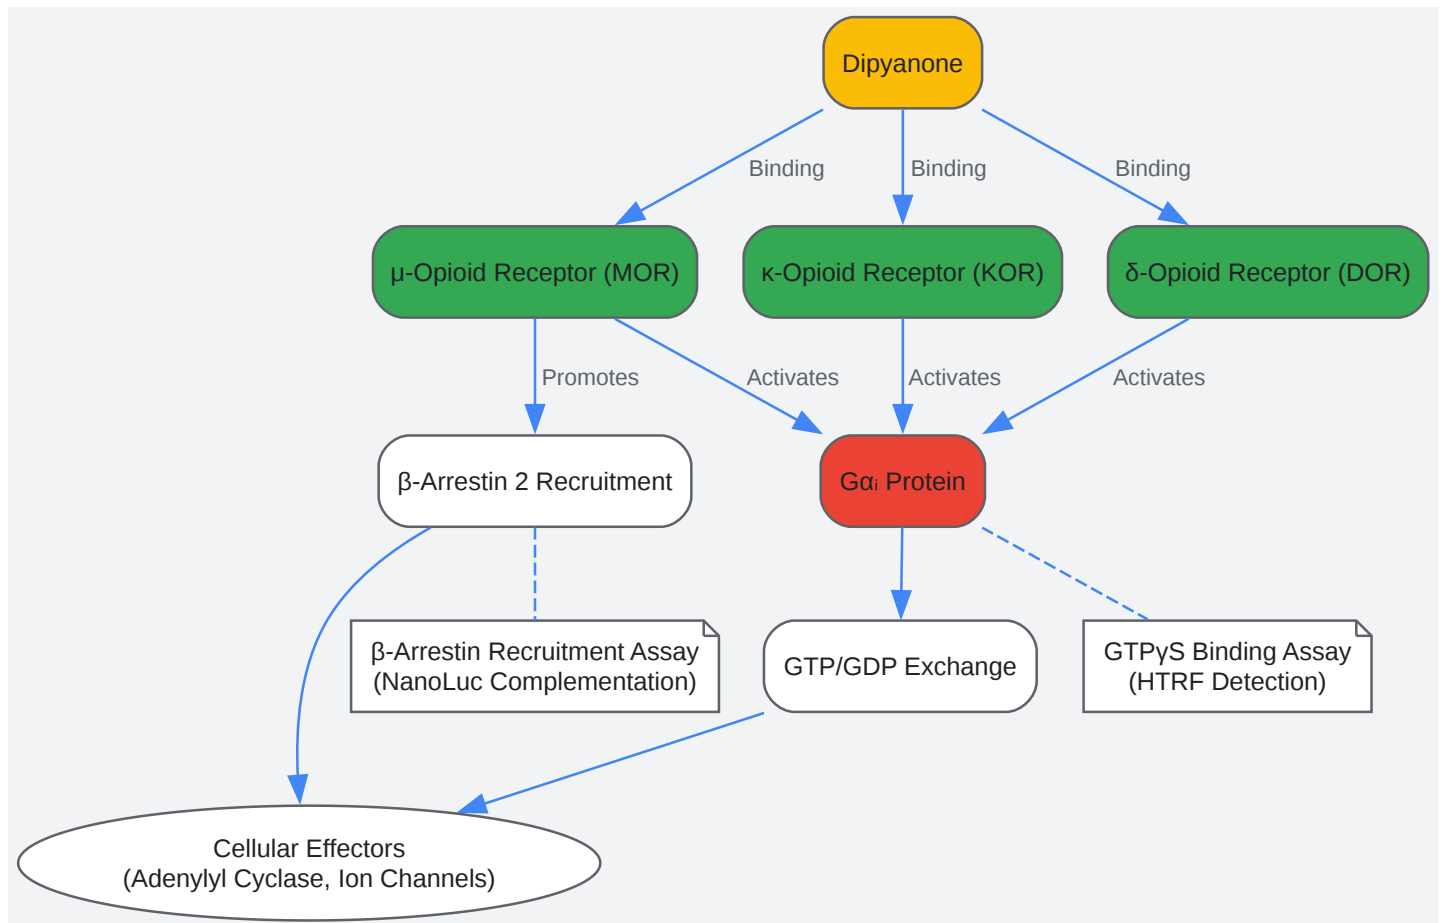 Dipyanone
Binding
Binding
Binding
μ-Opioid Receptor (MOR)
κ-Opioid Receptor (KOR)
δ-Opioid Receptor (DOR)
Promotes
Activates
Activates
Activates
β-Arrestin 2 Recruitment
Gαᵢ Protein
β-Arrestin Recruitment Assay
(NanoLuc Complementation)
GTP/GDP Exchange
GTPγS Binding Assay
(HTRF Detection)
Cellular Effectors
(Adenylyl Cyclase, Ion Channels)